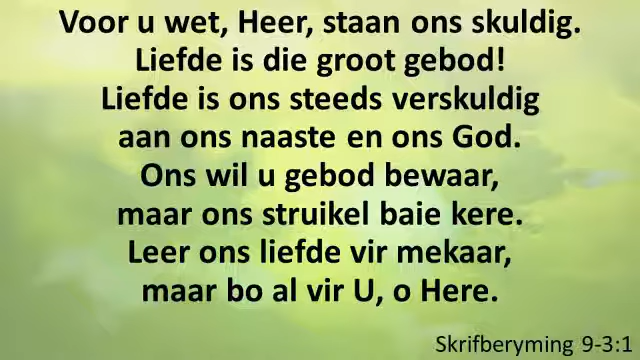 Voor u wet, Heer, staan ons skuldig.
Liefde is die groot gebod!
Liefde is ons steeds verskuldig
aan ons naaste en ons God.
Ons wil u gebod bewaar,
maar ons struikel baie kere.
Leer ons liefde vir mekaar,
maar bo al vir U, o Here.
Skrifberyming 9-3:1